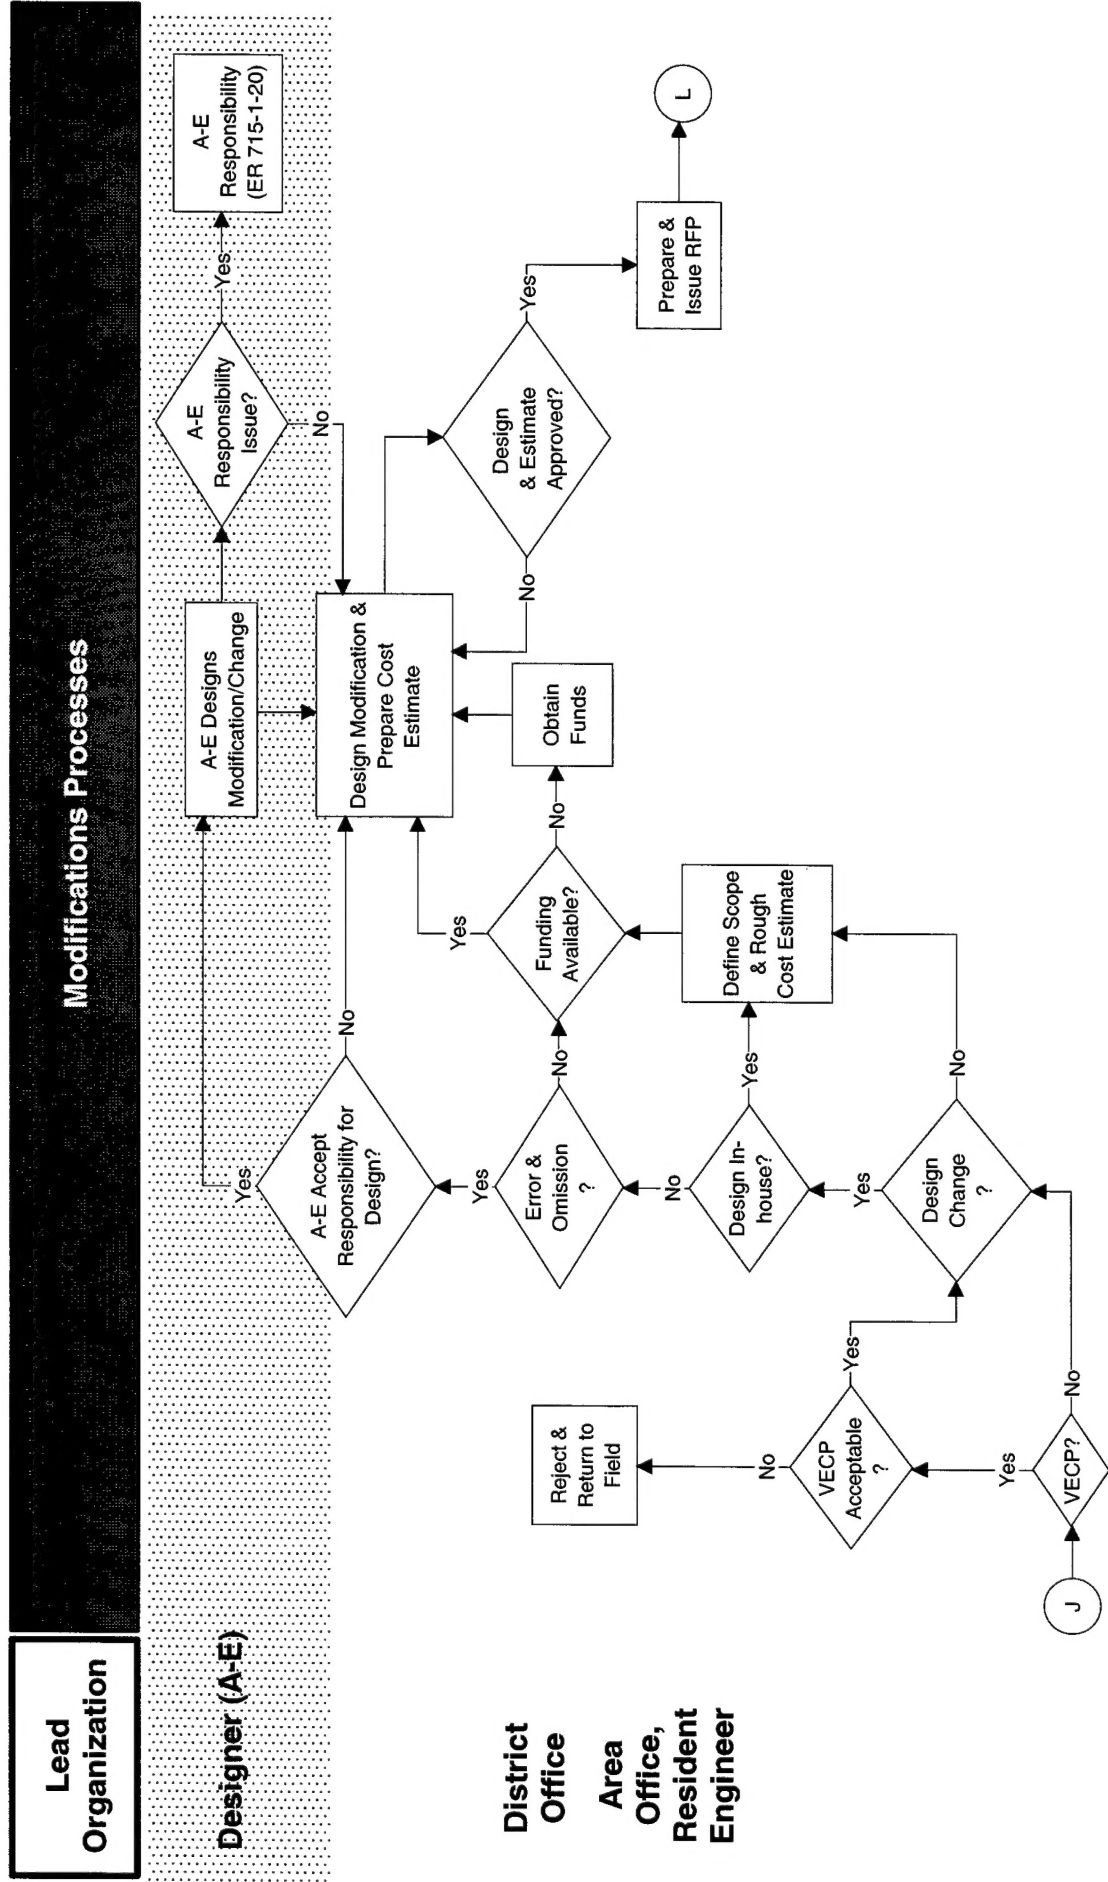 Lead
Organization
Modifications Processes
Designer (A-E)
A-E
Responsibility
(ER 715-1-20)
Yes
A-E
Responsibility
Issue?
No
A-E Designs
Modification/Change
Yes
A-E Accept
Responsibility for
Design?
No
Design Modification &
Prepare Cost
Estimate
District
Office
Area
Office,
Resident
Engineer
Yes
Error &
Omission
?
No
Yes
Funding
Available?
No
Obtain
Funds
No
Design
& Estimate
Approved?
Yes
Prepare &
Issue RFP
L
No
Design In-
house?
Yes
Define Scope
& Rough
Cost Estimate
Reject &
Return to
Field
No
VECP
Acceptable
?
Yes
Yes
Design
Change
?
No
Yes
J
VECP?
No